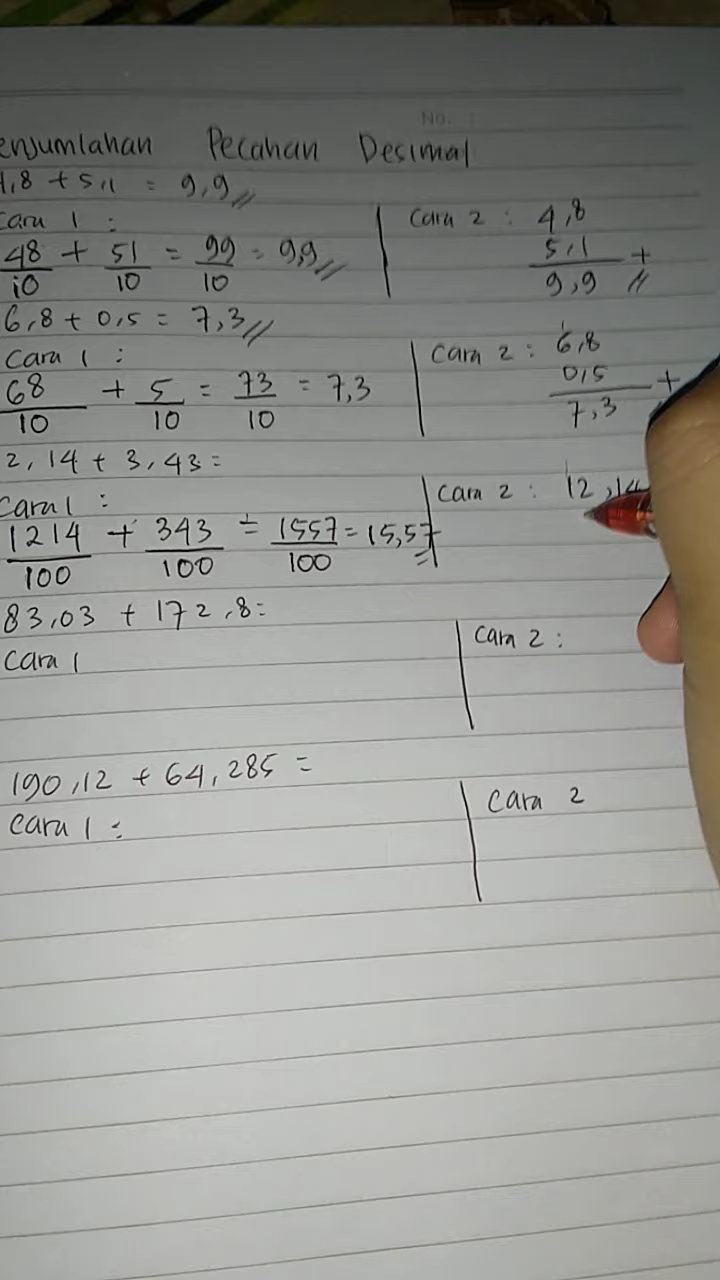 No. :
enjumlahan Pecahan Desimal
4,8 + 5,1 = 9,9
Cara 1 :
48/10 + 51/10 = 99/10 = 9,9
Cara 2 : 4,8
5,1 +
9,9
6,8 + 0,5 = 7,3
Cara 1 :
68/10 + 5/10 = 73/10 = 7,3
Cara 2 : 6,8
0,5 +
7,3
2,14 + 3,43 =
Cara 1 :
1214/100 + 343/100 = 1557/100 = 15,57
Cara 2 : 12,14
83,03 + 172,8 =
Cara 1
Cara 2 :
190,12 + 64,285 =
Cara 1 :
Cara 2